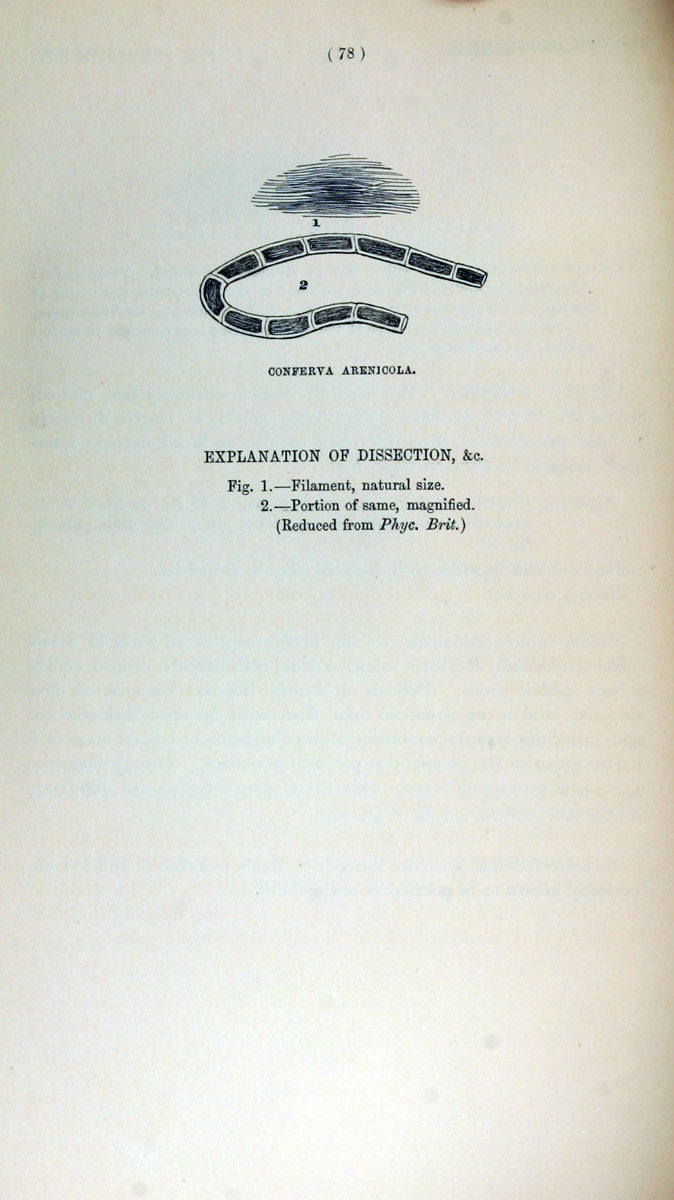 ( 78 )
1
2
CONFERVA ARENICOLA.
EXPLANATION OF DISSECTION, &c.
Fig. 1.—Filament, natural size.
2.—Portion of same, magnified.
(Reduced from Phyc. Brit.)